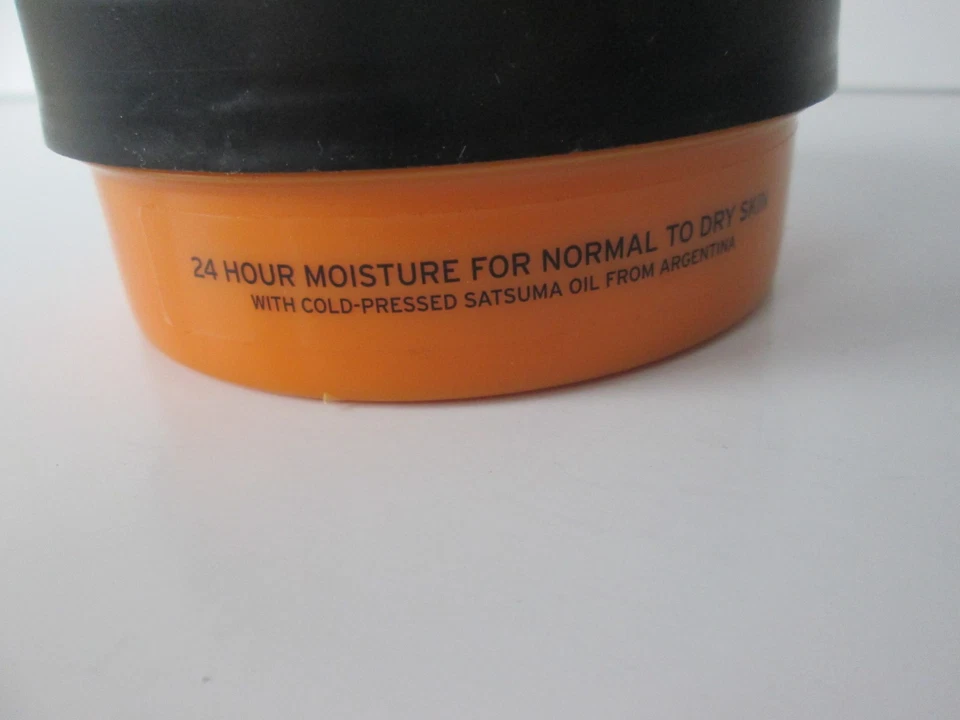 24 HOUR MOISTURE FOR NORMAL TO DRY SKIN
WITH COLD-PRESSED SATSUMA OIL FROM ARGENTINA